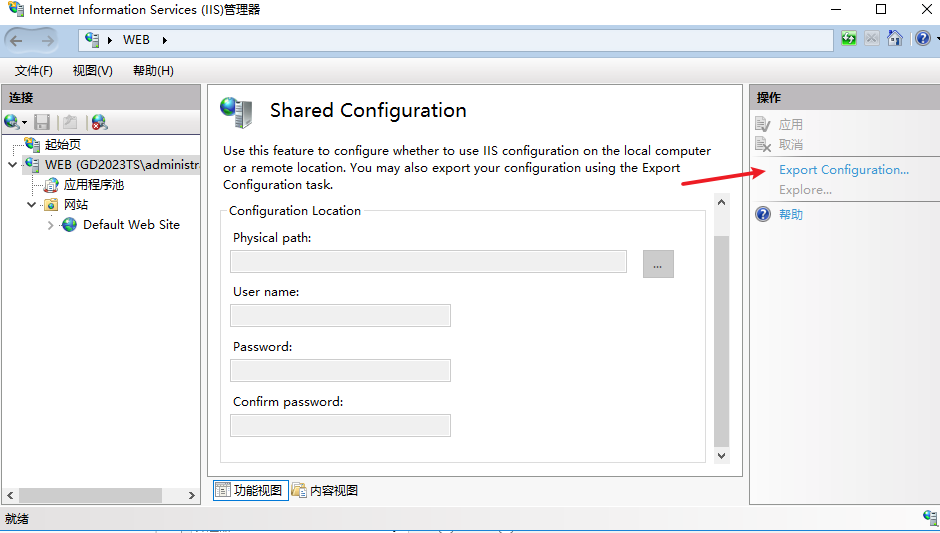 Internet Information Services (IIS)管理器
WEB
文件(F) 视图(V) 帮助(H)
连接
起始页
WEB (GD2023TS\administr
应用程序池
网站
Default Web Site
Shared Configuration
Use this feature to configure whether to use IIS configuration on the local computer
or a remote location. You may also export your configuration using the Export
Configuration task.
Configuration Location
Physical path:
...
User name:
Password:
Confirm password:
功能视图 内容视图
操作
应用
取消
Export Configuration...
Explore...
帮助
就绪